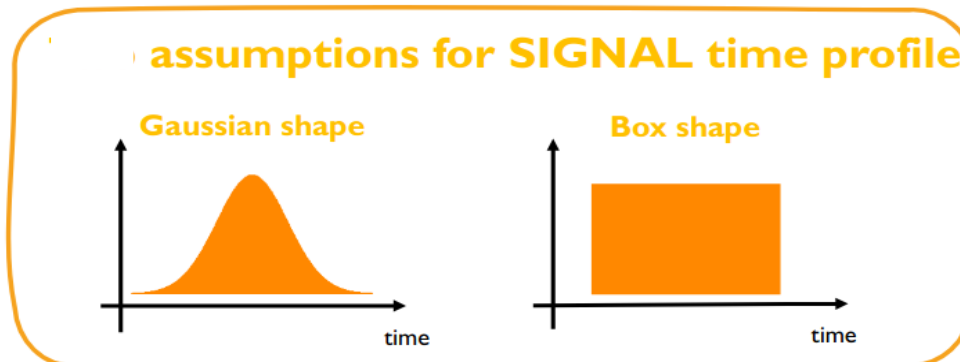 assumptions for SIGNAL time profile
Gaussian shape
Box shape
time
time